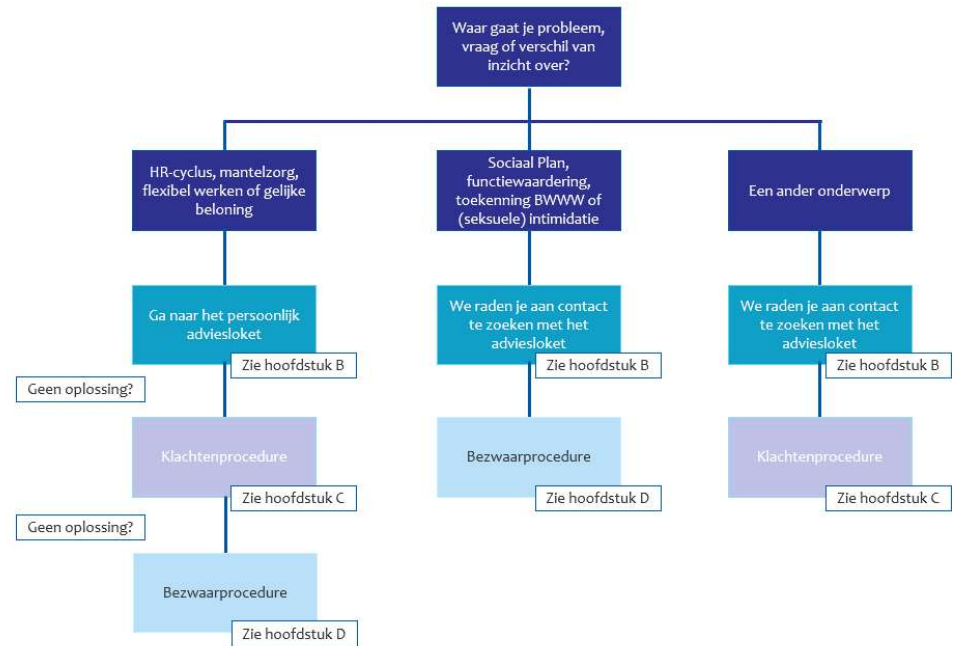 Waar gaat je probleem,
vraag of verschil van
inzicht over?
HR-cyclus, mantelzorg,
flexibel werken of gelijke
beloning
Sociaal Plan,
functiewaardering,
toekenning BWWW of
(seksuele) intimidatie
Een ander onderwerp
Ga naar het persoonlijk
adviesloket
Zie hoofdstuk B
We raden je aan contact
te zoeken met het
adviesloket
Zie hoofdstuk B
We raden je aan contact
te zoeken met het
adviesloket
Zie hoofdstuk B
Geen oplossing?
Klachtenprocedure
Zie hoofdstuk C
Bezwaarprocedure
Zie hoofdstuk D
Klachtenprocedure
Zie hoofdstuk C
Geen oplossing?
Bezwaarprocedure
Zie hoofdstuk D